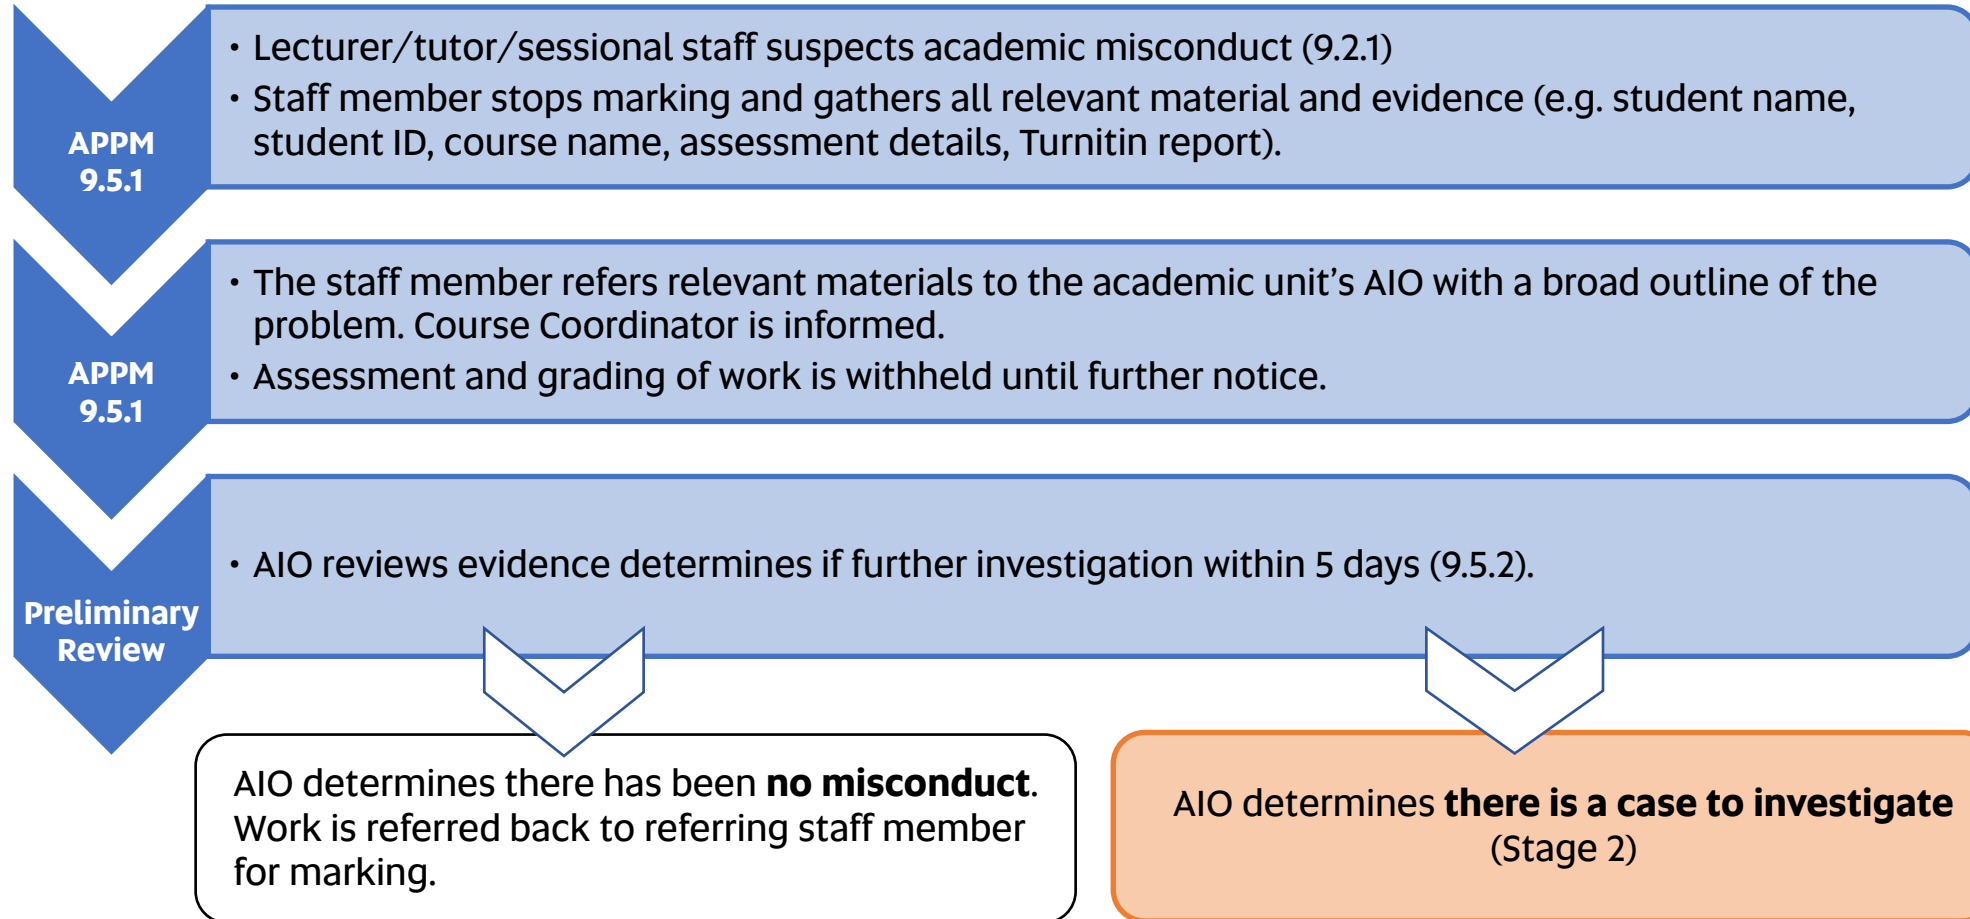 • Lecturer/tutor/sessional staff suspects academic misconduct (9.2.1)
• Staff member stops marking and gathers all relevant material and evidence (e.g. student name,
student ID, course name, assessment details, Turnitin report).
APPM
9.5.1
• The staff member refers relevant materials to the academic unit’s AIO with a broad outline of the
problem. Course Coordinator is informed.
• Assessment and grading of work is withheld until further notice.
APPM
9.5.1
• AIO reviews evidence determines if further investigation within 5 days (9.5.2).
Preliminary
Review
AIO determines there has been no misconduct.
Work is referred back to referring staff member
for marking.
AIO determines there is a case to investigate
(Stage 2)